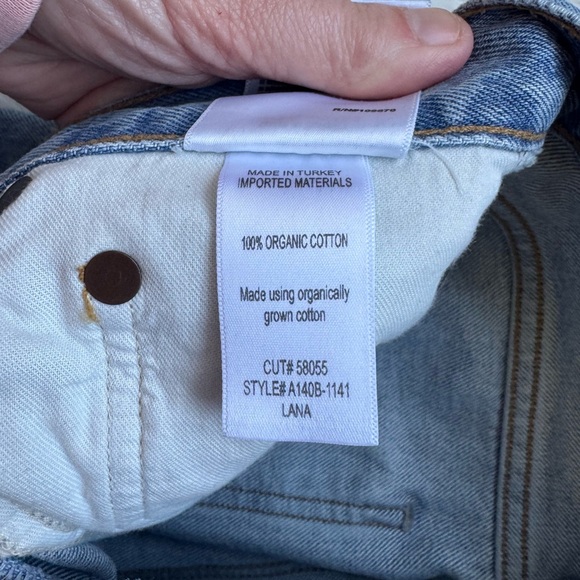 MADE IN TURKEY
IMPORTED MATERIALS
100% ORGANIC COTTON
Made using organically
grown cotton
CUT# 58055
STYLE# A140B-1141
LANA